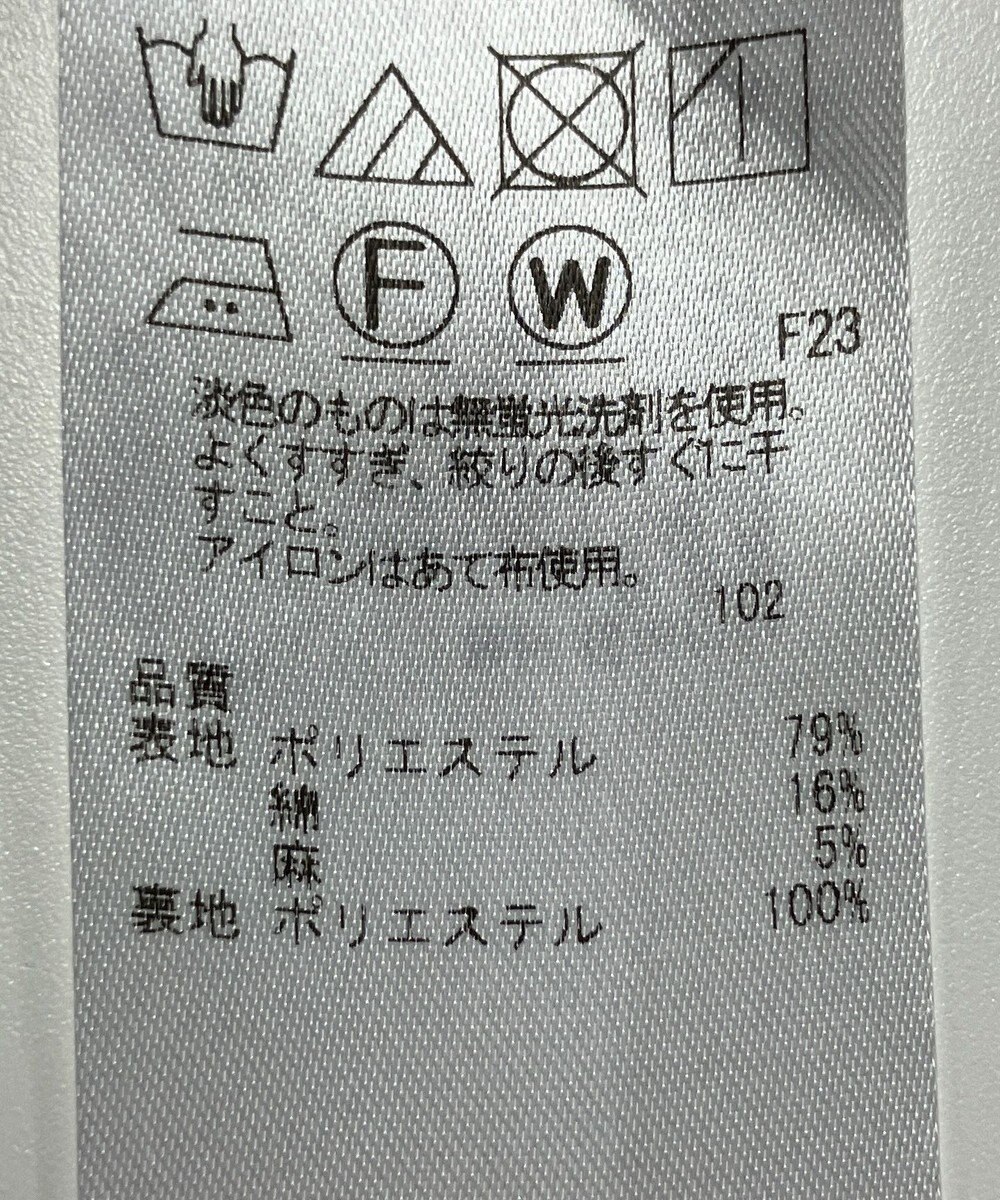 F W
F23
淡色のものは無蛍光洗剤を使用。
よくすすぎ、絞りの後すぐに干
すこと。
アイロンはあて布使用。
102
品質
表地 ポリエステル 79%
綿 16%
麻 5%
裏地 ポリエステル 100%